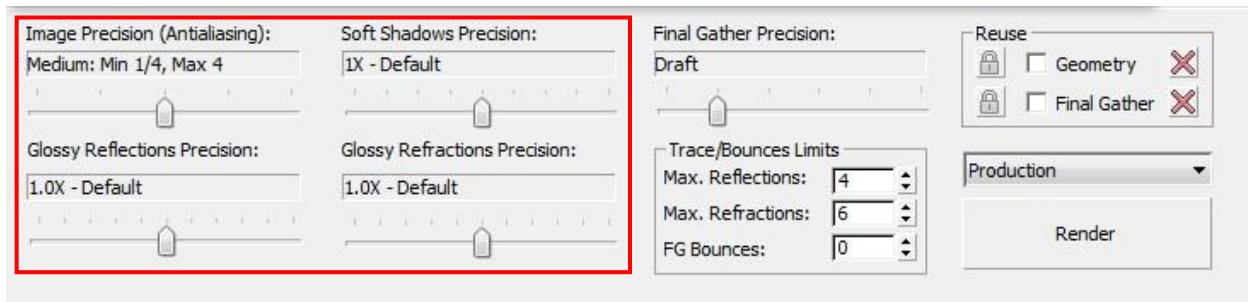 Image Precision (Antialiasing):
Medium: Min 1/4, Max 4
Soft Shadows Precision:
1X - Default
Glossy Reflections Precision:
1.0X - Default
Glossy Refractions Precision:
1.0X - Default
Final Gather Precision:
Draft
Trace/Bounces Limits
Max. Reflections: 4
Max. Refractions: 6
FG Bounces: 0
Reuse
Geometry
Final Gather
Production
Render